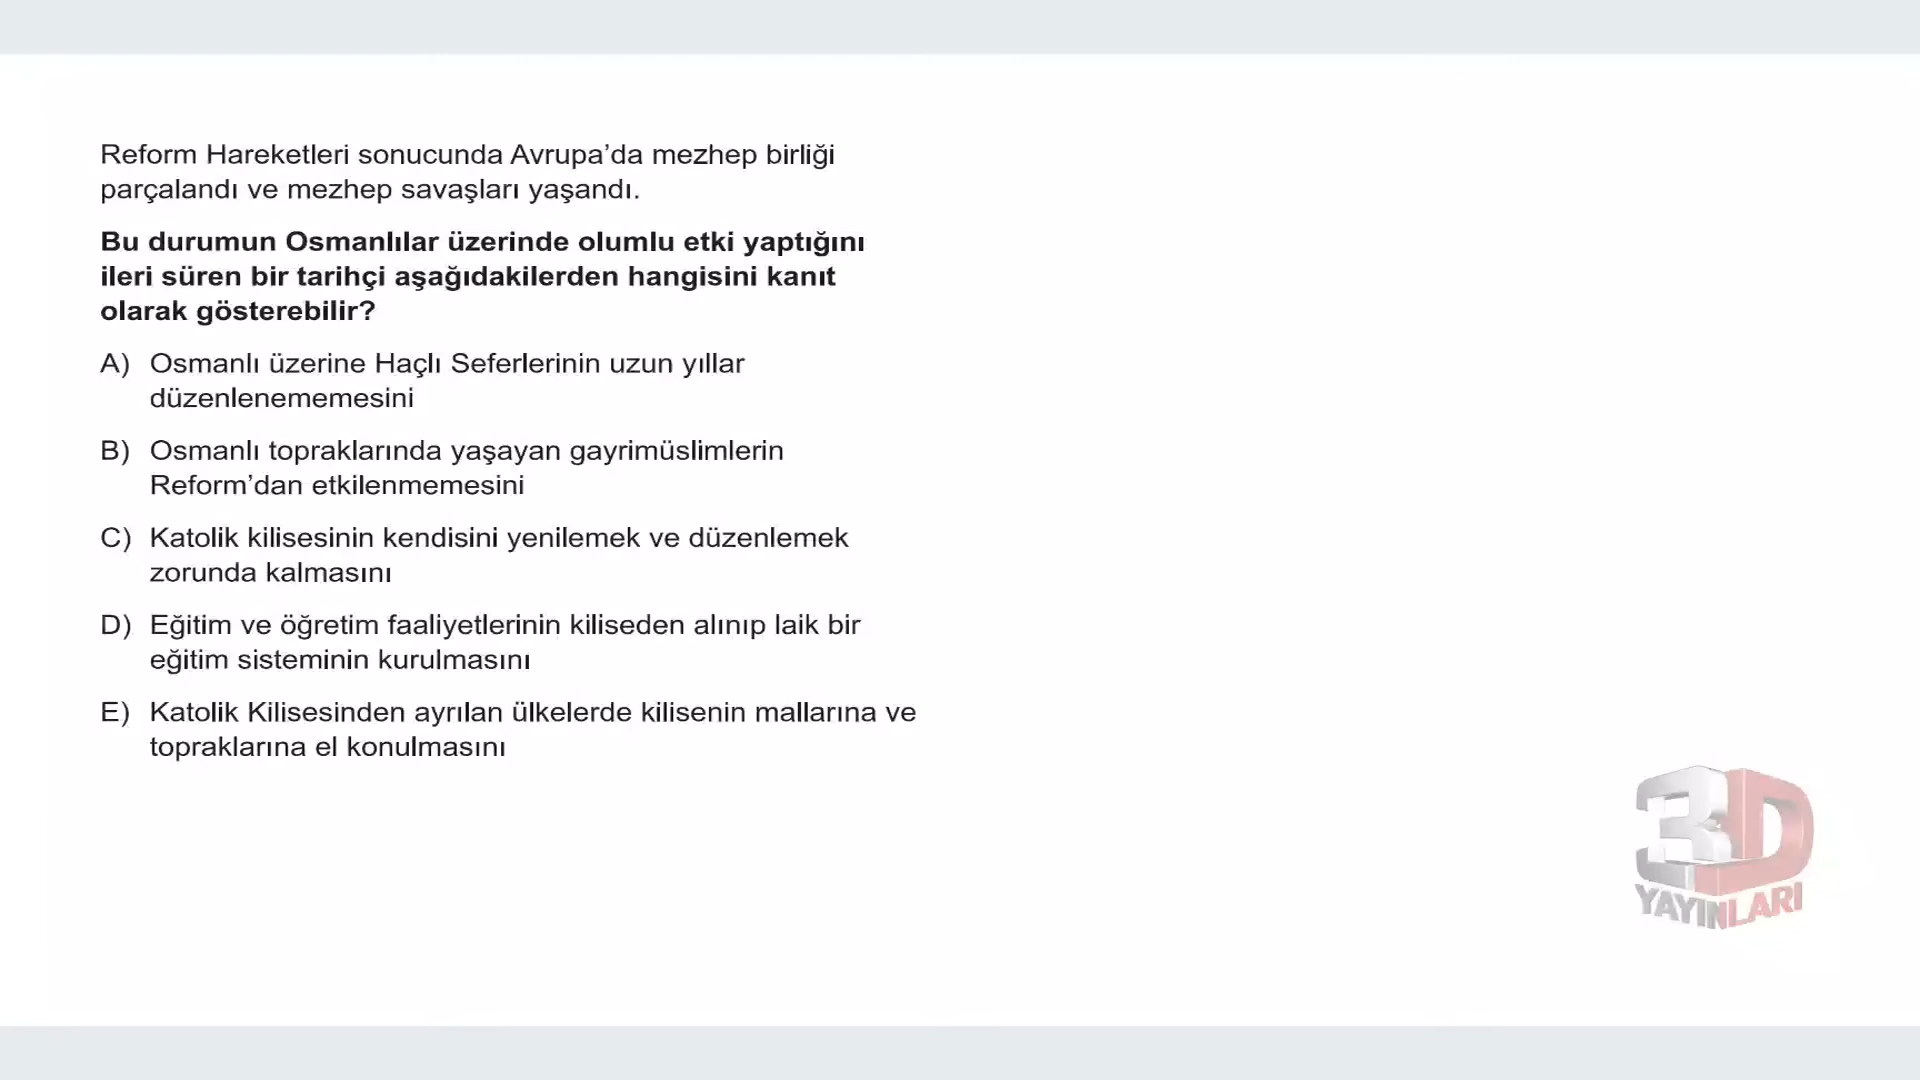 Reform Hareketleri sonucunda Avrupa’da mezhep birliği
parçalandı ve mezhep savaşları yaşandı.
Bu durumun Osmanlılar üzerinde olumlu etki yaptığını
ileri süren bir tarihçi aşağıdakilerden hangisini kanıt
olarak gösterebilir?
A) Osmanlı üzerine Haçlı Seferlerinin uzun yıllar
düzenlenememesini
B) Osmanlı topraklarında yaşayan gayrimüslimlerin
Reform’dan etkilenmemesini
C) Katolik kilisesinin kendisini yenilemek ve düzenlemek
zorunda kalmasını
D) Eğitim ve öğretim faaliyetlerinin kiliseden alınıp laik bir
eğitim sisteminin kurulmasını
E) Katolik Kilisesinden ayrılan ülkelerde kilisenin mallarına ve
topraklarına el konulmasını
3D
YAYINLARI